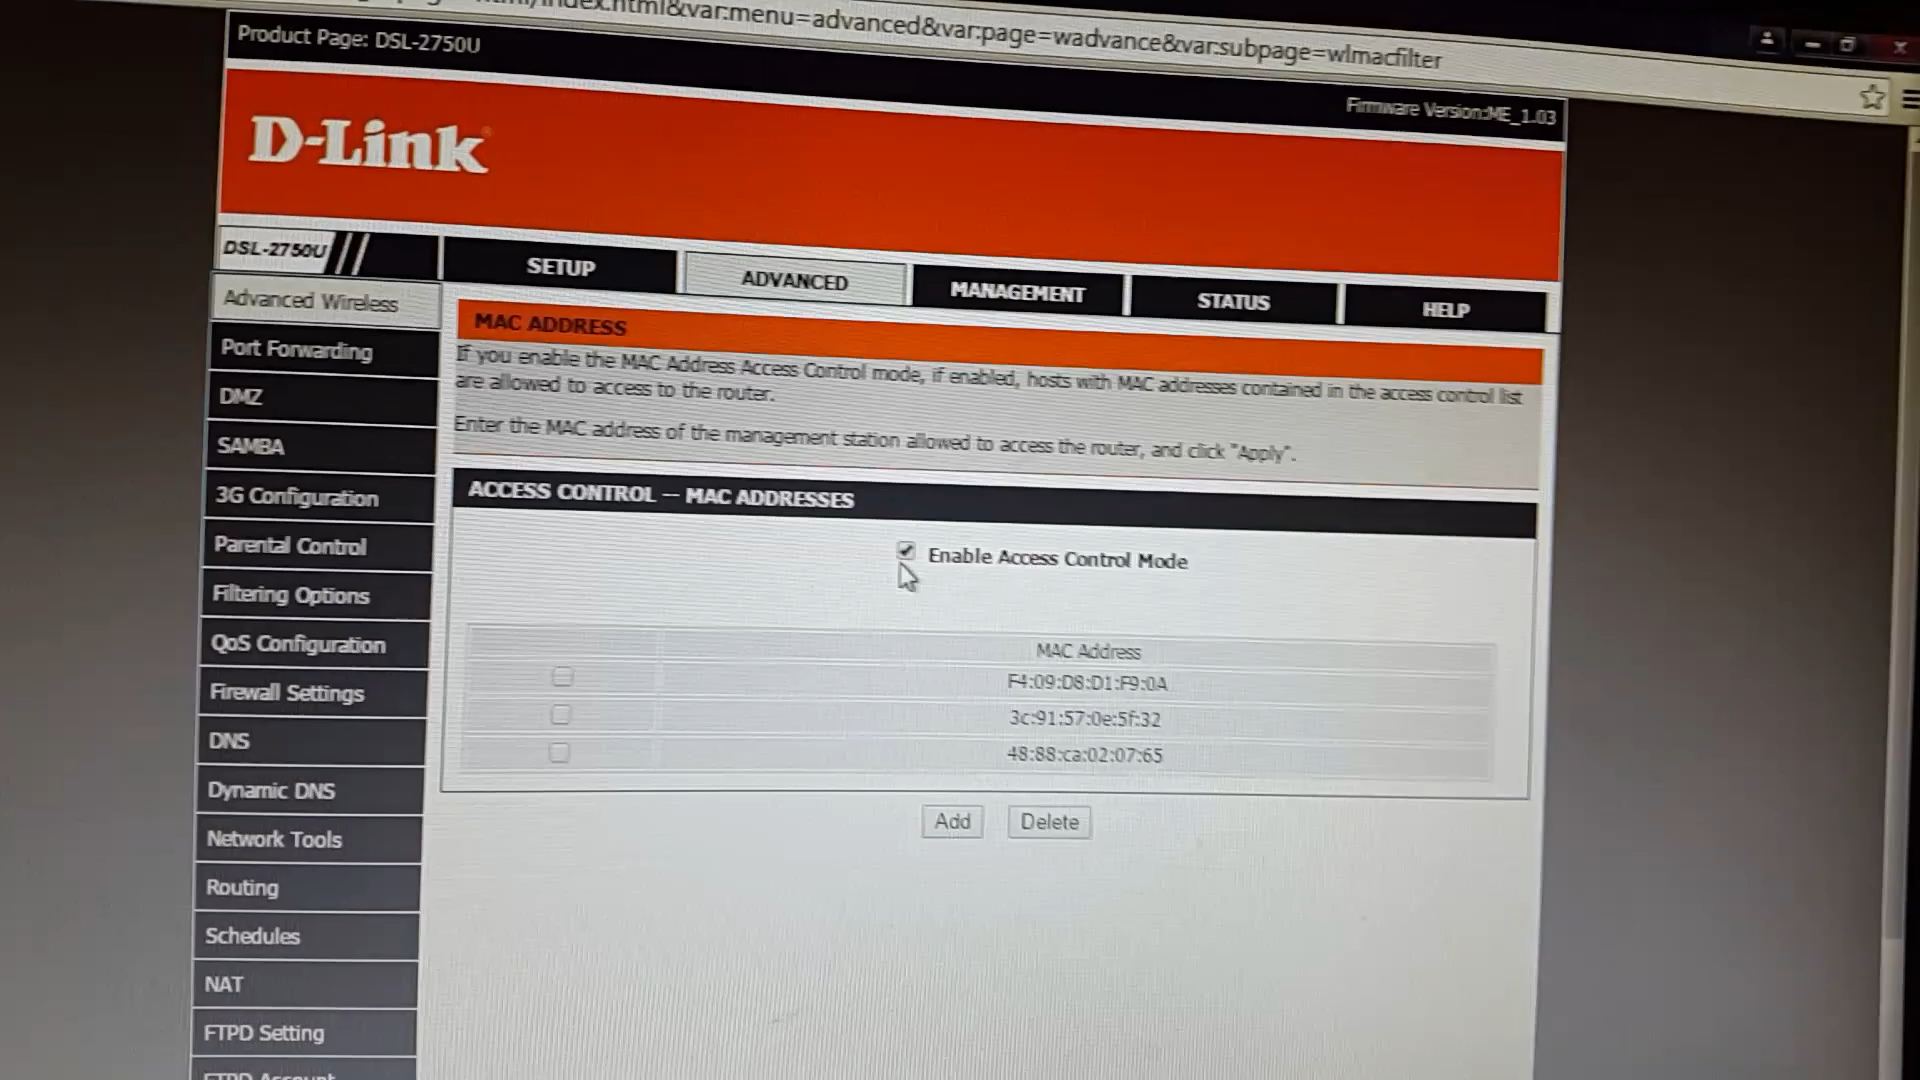 index.html&var:menu=advanced&var:page=wadvance&var:subpage=wlmacfilter
Product Page: DSL-2750U
Firmware Version:ME_1.03
D-Link
DSL-2750U
SETUP
ADVANCED
MANAGEMENT
STATUS
HELP
Advanced Wireless
Port Forwarding
DMZ
SAMBA
3G Configuration
Parental Control
Filtering Options
QoS Configuration
Firewall Settings
DNS
Dynamic DNS
Network Tools
Routing
Schedules
NAT
FTPD Setting
FTPD Account
MAC ADDRESS
If you enable the MAC Address Access Control mode, if enabled, hosts with MAC addresses contained in the access control list
are allowed to access to the router.
Enter the MAC address of the management station allowed to access the router, and click "Apply".
ACCESS CONTROL -- MAC ADDRESSES
Enable Access Control Mode
MAC Address
F4:09:D8:D1:F9:0A
3c:91:57:0e:5f:32
48:88:ca:02:07:65
Add
Delete